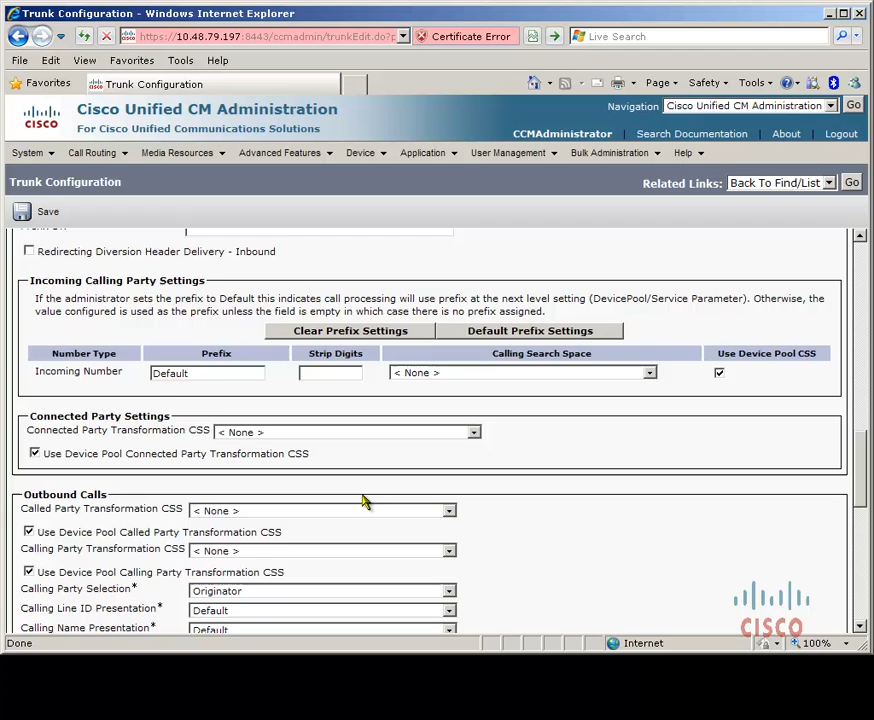 Trunk Configuration - Windows Internet Explorer
https://10.48.79.197:8443/ccmadmin/trunkEdit.do?
Certificate Error
Live Search
File Edit View Favorites Tools Help
Favorites Trunk Configuration Page Safety Tools
CISCO
Cisco Unified CM Administration
For Cisco Unified Communications Solutions
Navigation Cisco Unified CM Administration Go
CCMAdministrator Search Documentation About Logout
System Call Routing Media Resources Advanced Features Device Application User Management Bulk Administration Help
Trunk Configuration
Related Links: Back To Find/List Go
Save
Redirecting Diversion Header Delivery - Inbound
Incoming Calling Party Settings
If the administrator sets the prefix to Default this indicates call processing will use prefix at the next level setting (DevicePool/Service Parameter). Otherwise, the
value configured is used as the prefix unless the field is empty in which case there is no prefix assigned.
Clear Prefix Settings Default Prefix Settings
Number Type Prefix Strip Digits Calling Search Space Use Device Pool CSS
Incoming Number Default < None >
Connected Party Settings
Connected Party Transformation CSS < None >
Use Device Pool Connected Party Transformation CSS
Outbound Calls
Called Party Transformation CSS < None >
Use Device Pool Called Party Transformation CSS
Calling Party Transformation CSS < None >
Use Device Pool Calling Party Transformation CSS
Calling Party Selection* Originator
Calling Line ID Presentation* Default
Calling Name Presentation* Default
CISCO
Done Internet 100%